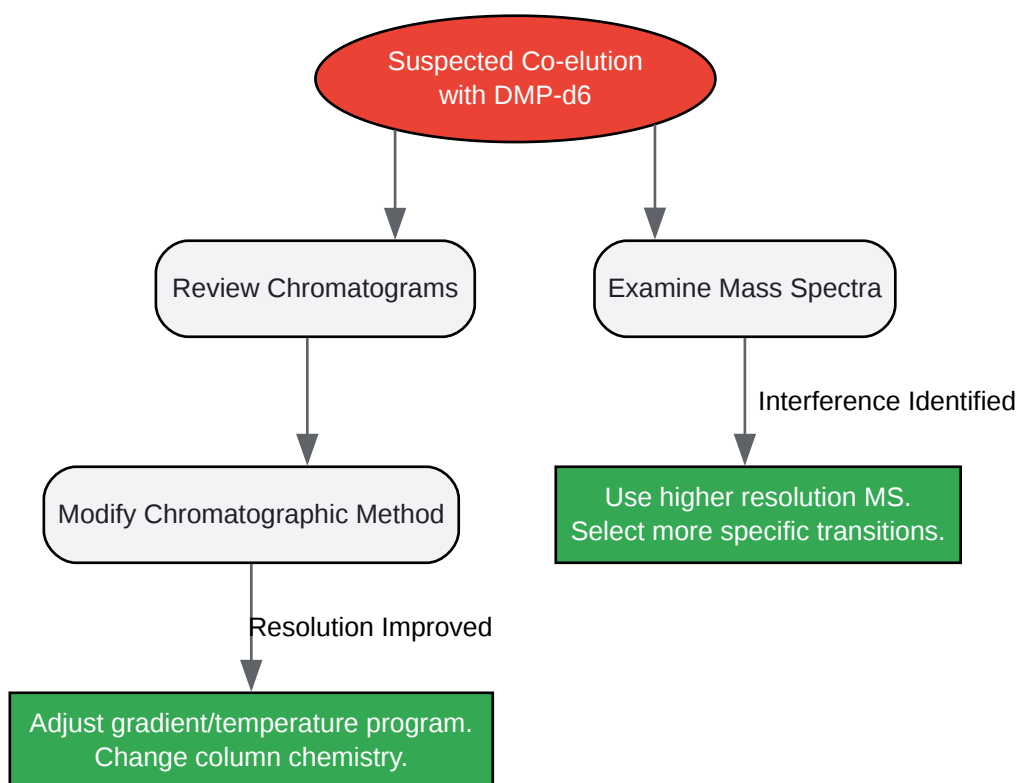 Suspected Co-elution
with DMP-d6
Review Chromatograms
Examine Mass Spectra
Interference Identified
Modify Chromatographic Method
Use higher resolution MS.
Select more specific transitions.
Resolution Improved
Adjust gradient/temperature program.
Change column chemistry.